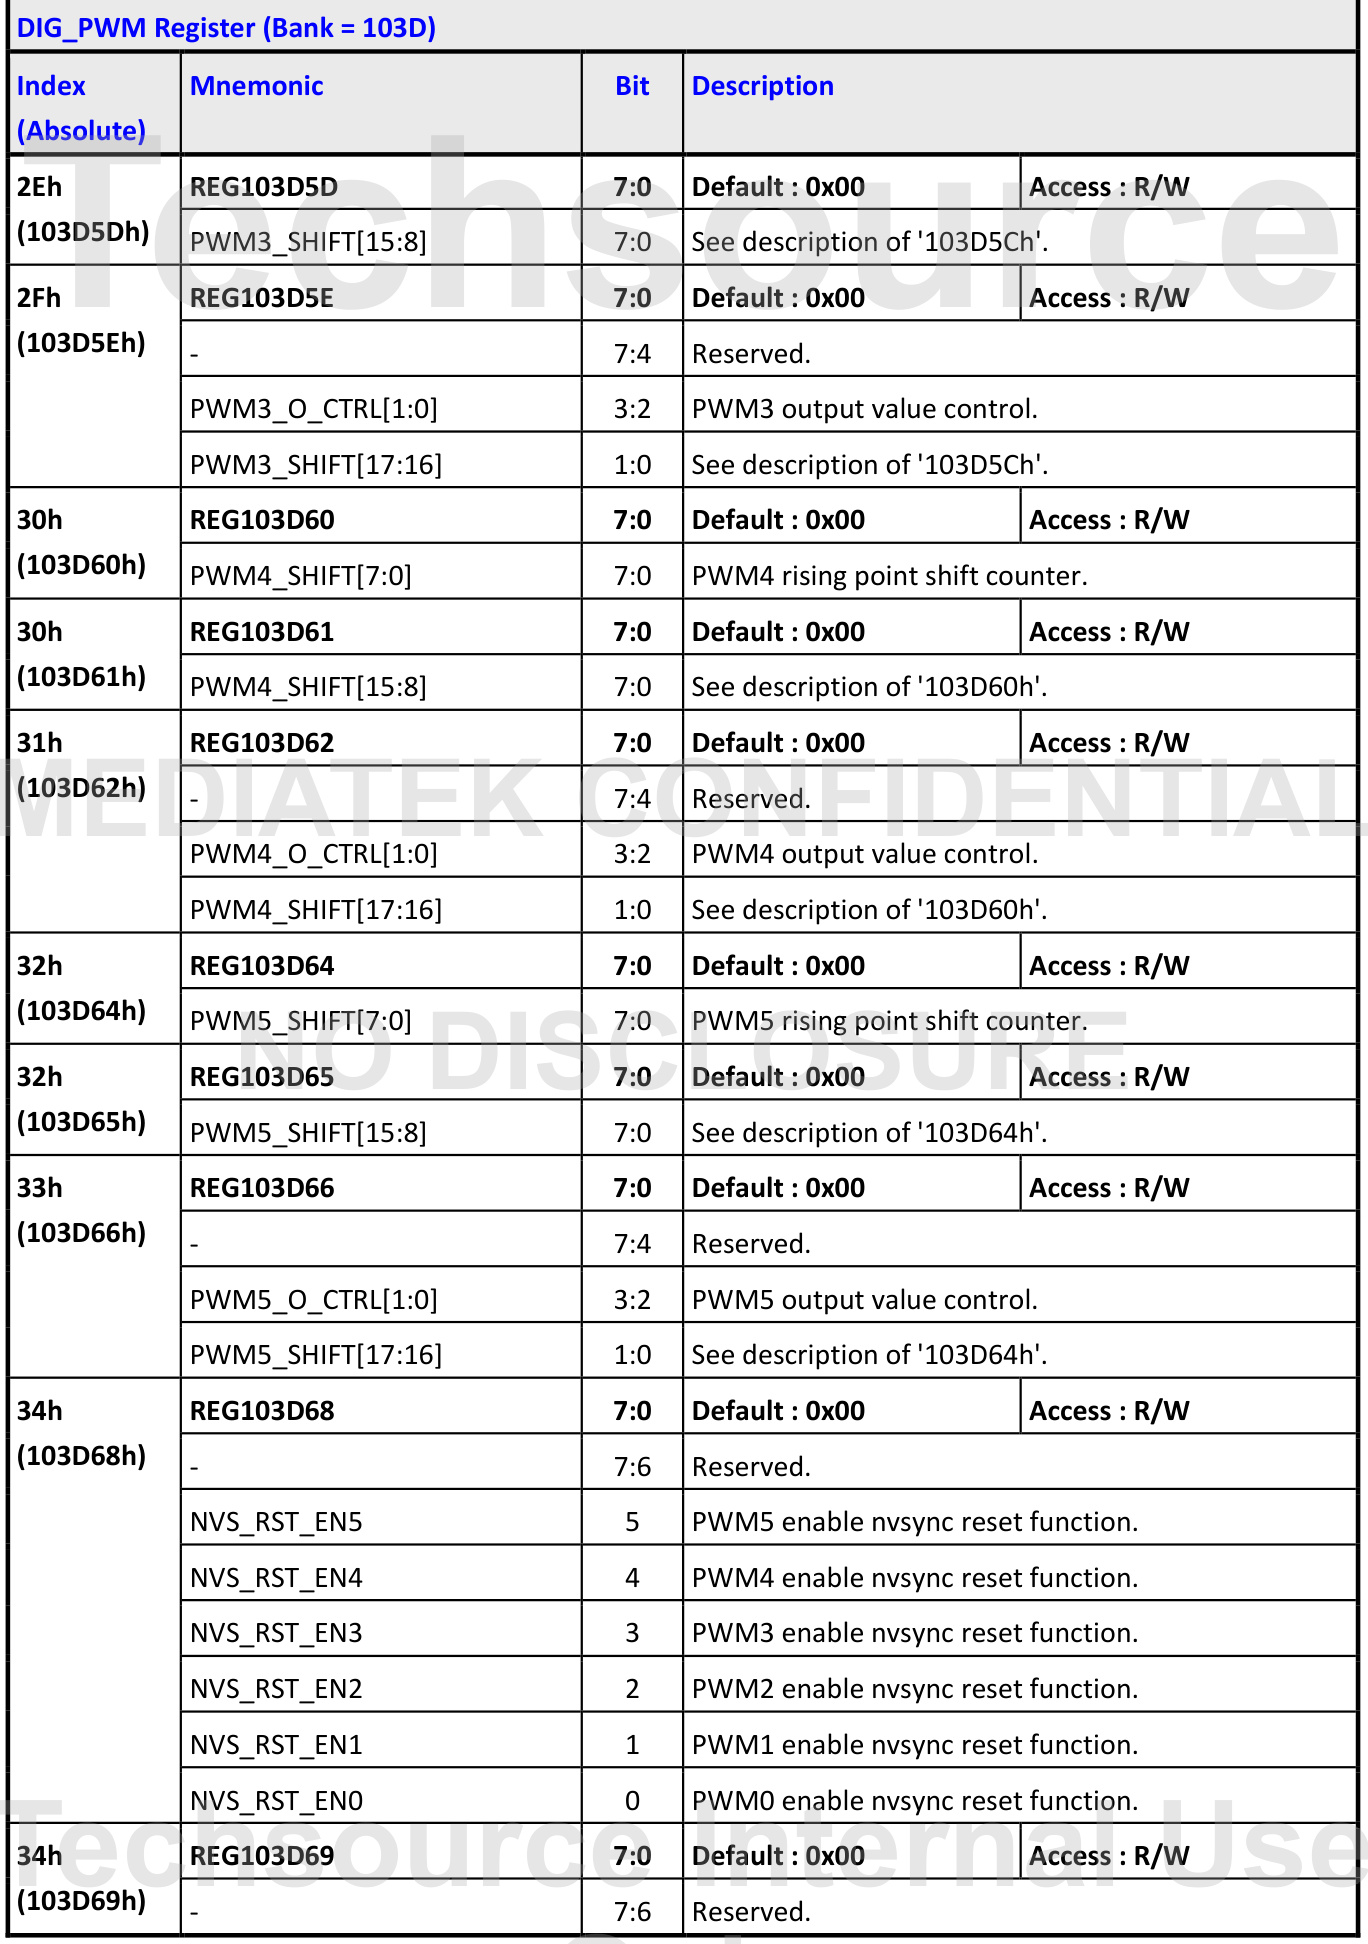 DIG_PWM Register (Bank = 103D)
Index (Absolute) Mnemonic Bit Description
2Eh (103D5Dh) REG103D5D 7:0 Default : 0x00 Access : R/W
PWM3_SHIFT[15:8] 7:0 See description of '103D5Ch'.
2Fh (103D5Eh) REG103D5E 7:0 Default : 0x00 Access : R/W
- 7:4 Reserved.
PWM3_O_CTRL[1:0] 3:2 PWM3 output value control.
PWM3_SHIFT[17:16] 1:0 See description of '103D5Ch'.
30h (103D60h) REG103D60 7:0 Default : 0x00 Access : R/W
PWM4_SHIFT[7:0] 7:0 PWM4 rising point shift counter.
30h (103D61h) REG103D61 7:0 Default : 0x00 Access : R/W
PWM4_SHIFT[15:8] 7:0 See description of '103D60h'.
31h (103D62h) REG103D62 7:0 Default : 0x00 Access : R/W
- 7:4 Reserved.
PWM4_O_CTRL[1:0] 3:2 PWM4 output value control.
PWM4_SHIFT[17:16] 1:0 See description of '103D60h'.
32h (103D64h) REG103D64 7:0 Default : 0x00 Access : R/W
PWM5_SHIFT[7:0] 7:0 PWM5 rising point shift counter.
32h (103D65h) REG103D65 7:0 Default : 0x00 Access : R/W
PWM5_SHIFT[15:8] 7:0 See description of '103D64h'.
33h (103D66h) REG103D66 7:0 Default : 0x00 Access : R/W
- 7:4 Reserved.
PWM5_O_CTRL[1:0] 3:2 PWM5 output value control.
PWM5_SHIFT[17:16] 1:0 See description of '103D64h'.
34h (103D68h) REG103D68 7:0 Default : 0x00 Access : R/W
- 7:6 Reserved.
NVS_RST_EN5 5 PWM5 enable nvsync reset function.
NVS_RST_EN4 4 PWM4 enable nvsync reset function.
NVS_RST_EN3 3 PWM3 enable nvsync reset function.
NVS_RST_EN2 2 PWM2 enable nvsync reset function.
NVS_RST_EN1 1 PWM1 enable nvsync reset function.
NVS_RST_EN0 0 PWM0 enable nvsync reset function.
34h (103D69h) REG103D69 7:0 Default : 0x00 Access : R/W
- 7:6 Reserved.
Techsource
MEDIATEK CONFIDENTIAL
NO DISCLOSURE
Techsource Internal Use